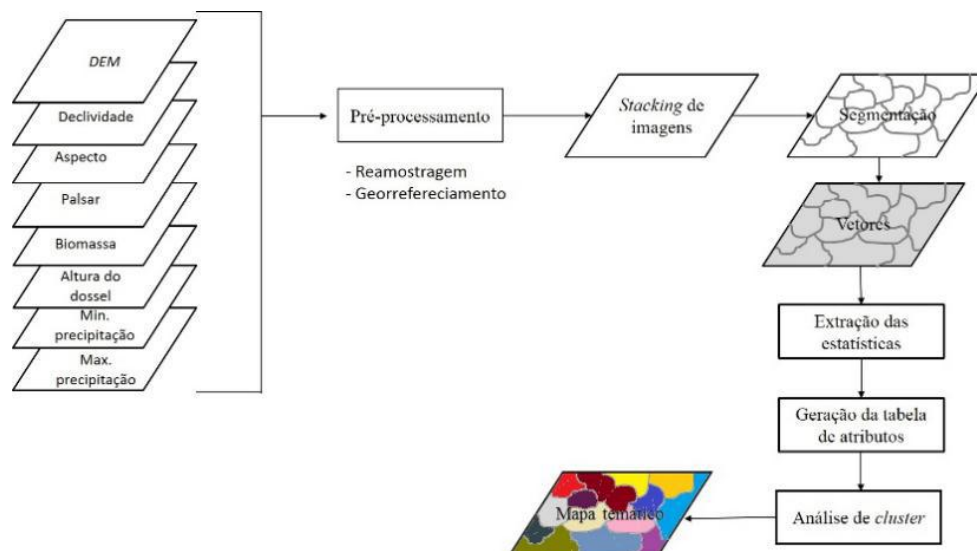 DEM
Declividade
Aspecto
Palsar
Biomassa
Altura do
dossel
Min.
precipitação
Max.
precipitação
Pré-processamento
- Reamostragem
- Georrefereciamento
Stacking de
imagens
Segmentação
Vetores
Extração das
estatísticas
Geração da tabela
de atributos
Análise de cluster
Mapa temático